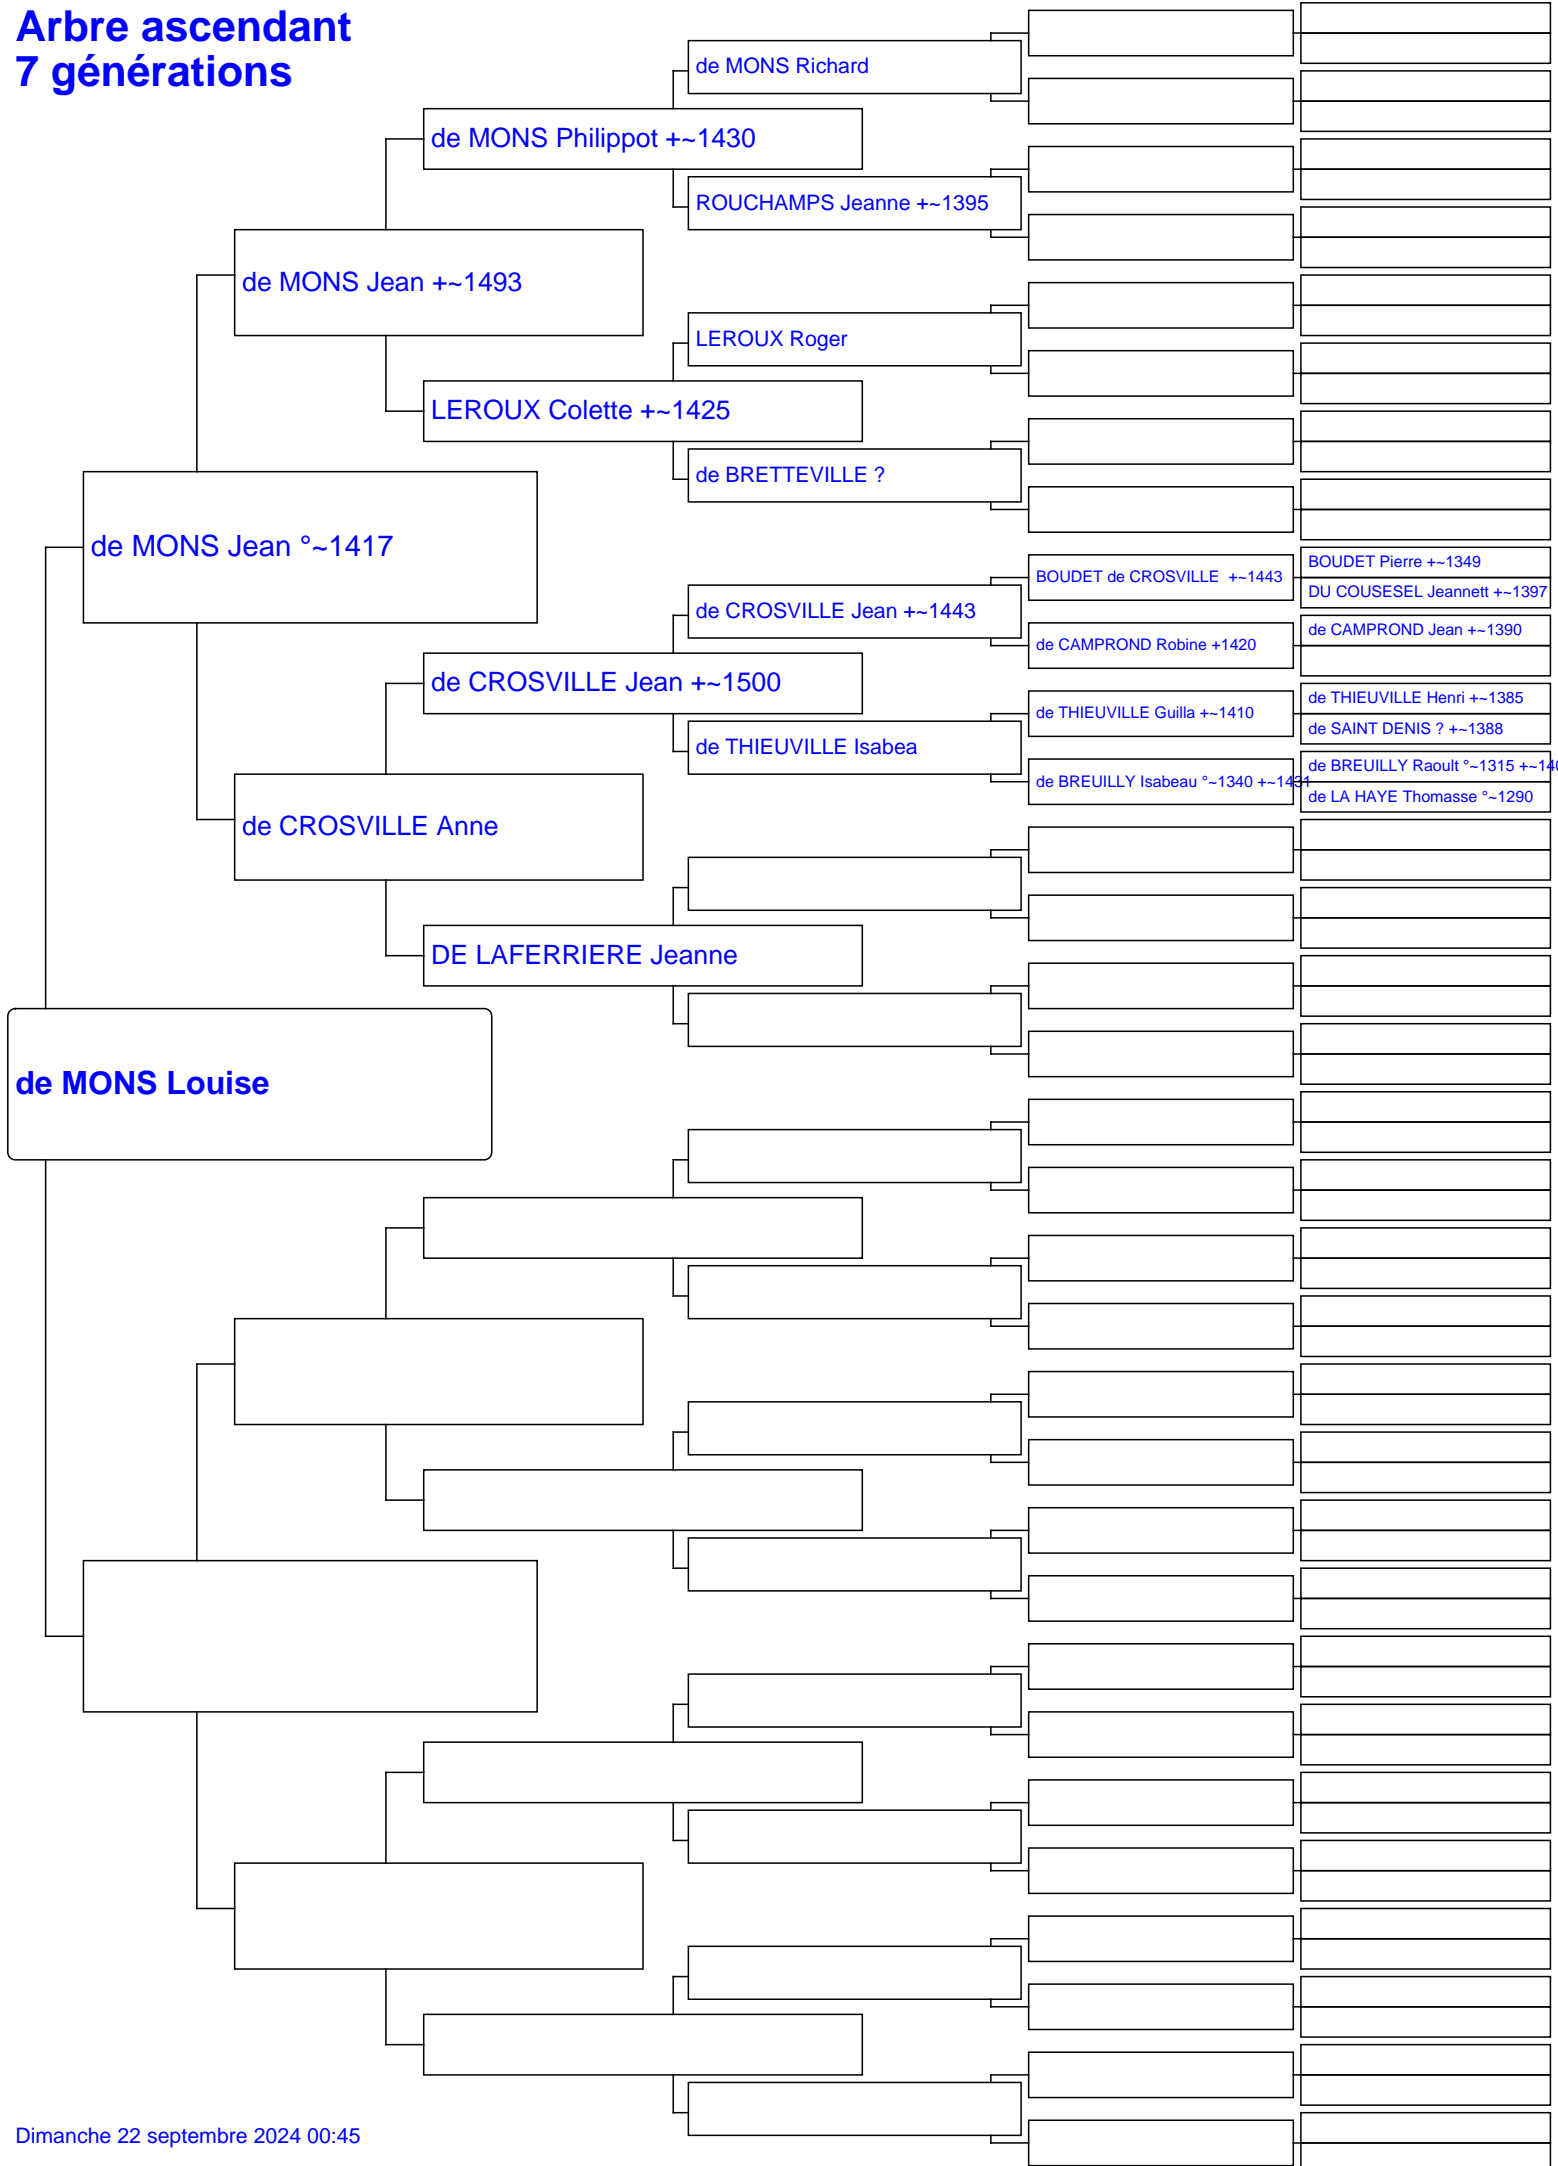 Arbre ascendant
7 générations
de MONS Richard
de MONS Philippot +~1430
ROUCHAMPS Jeanne +~1395
de MONS Jean +~1493
LEROUX Roger
LEROUX Colette +~1425
de BRETTEVILLE ?
de MONS Jean °~1417
BOUDET Pierre +~1349
BOUDET de CROSVILLE  +~1443
DU COUSESEL Jeannett +~1397
de CROSVILLE Jean +~1443
de CAMPROND Jean +~1390
de CAMPROND Robine +1420
de CROSVILLE Jean +~1500
de THIEUVILLE Henri +~1385
de THIEUVILLE Guilla +~1410
de SAINT DENIS ? +~1388
de THIEUVILLE Isabea
de BREUILLY Raoult °~1315 +~140
de BREUILLY Isabeau °~1340 +~1431
de LA HAYE Thomasse °~1290
de CROSVILLE Anne
DE LAFERRIERE Jeanne
de MONS Louise
Dimanche 22 septembre 2024 00:45